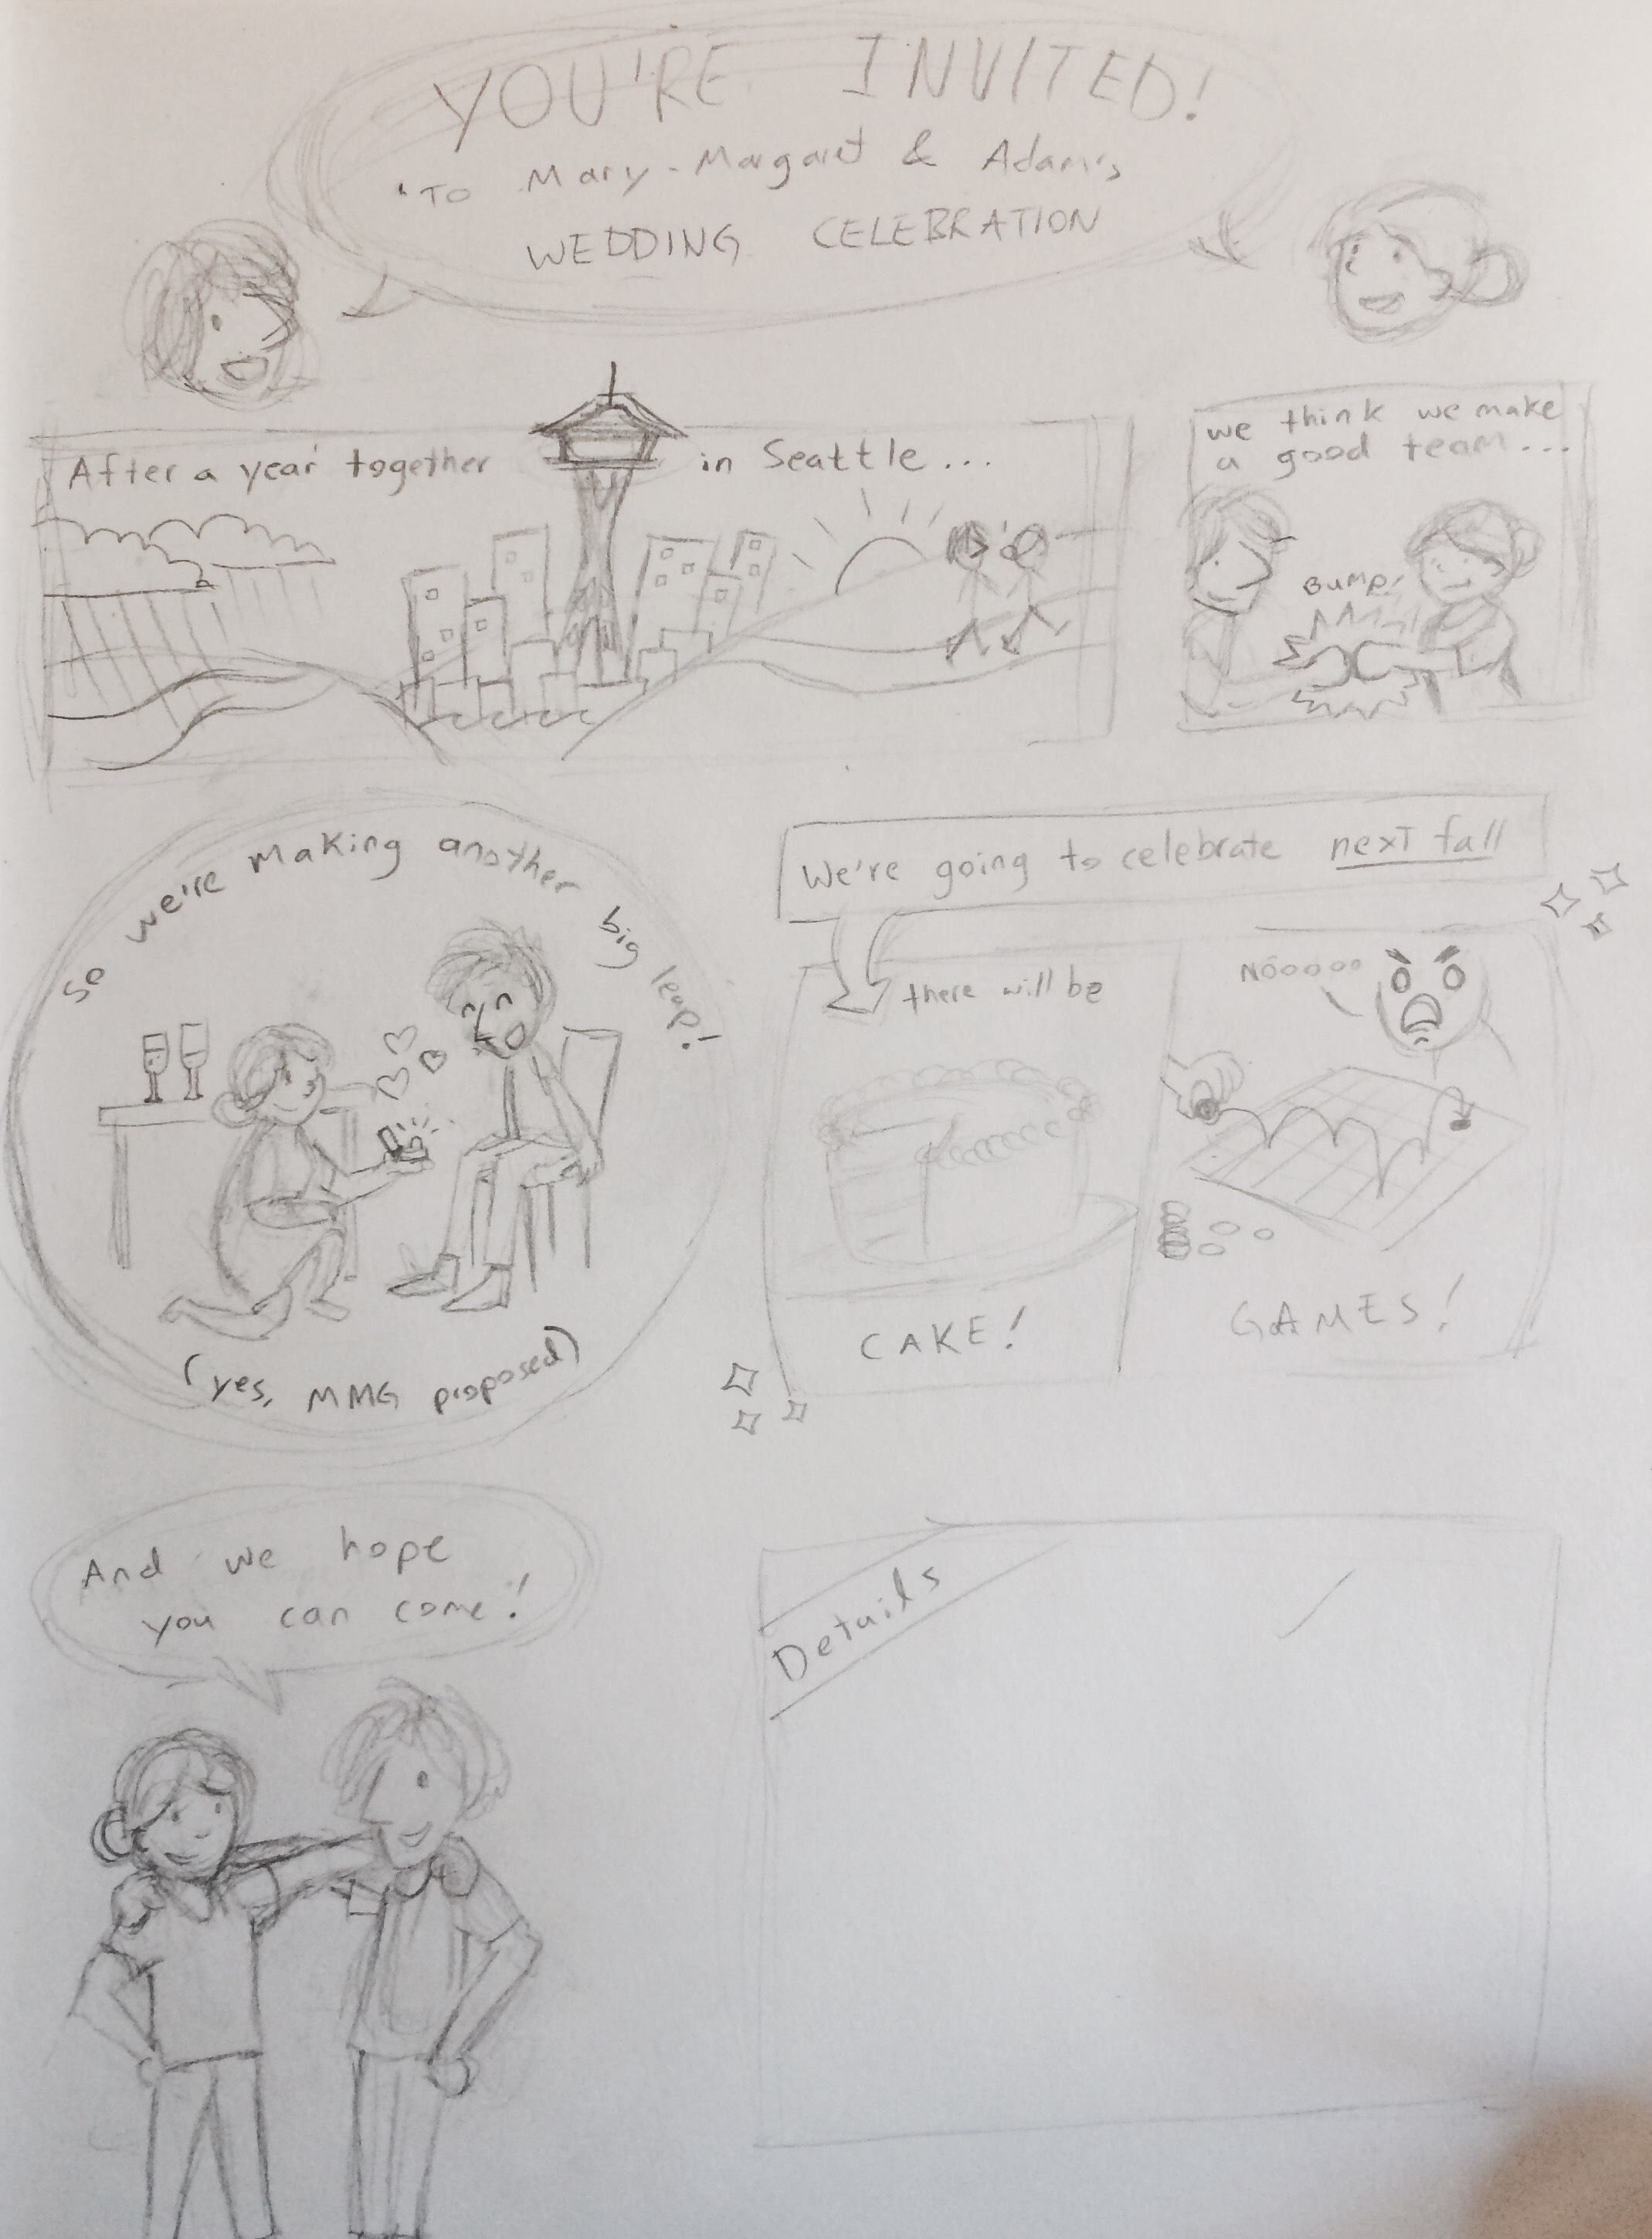 YOU'RE INVITED!
To Mary-Margaret & Adam's
WEDDING CELEBRATION
After a year together in Seattle...
we think we make
a good team...
BUMP!
So we're making another big leap!
(yes, MMG proposed)
We're going to celebrate next fall
there will be
CAKE!
NOOOOO
GAMES!
And we hope
you can come!
Details